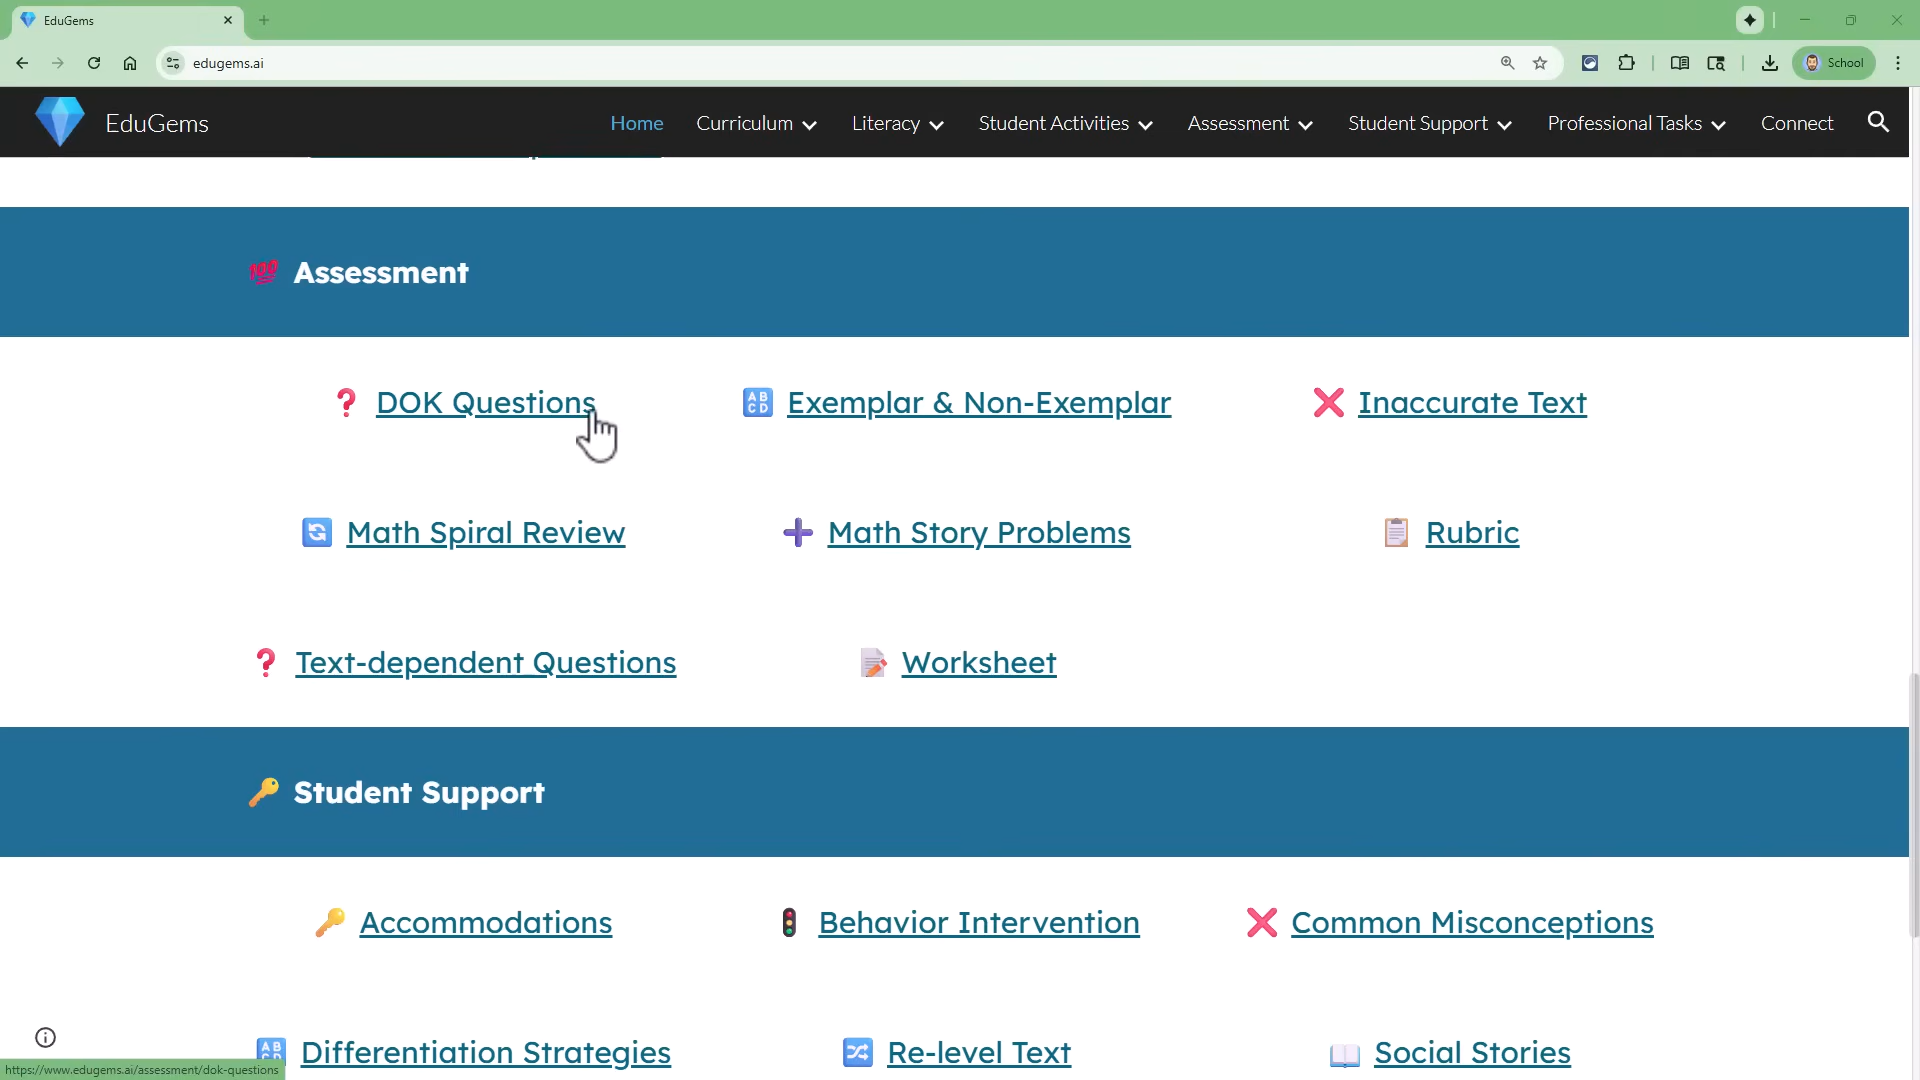 EduGems
School
edugems.ai
EduGems
Home
Curriculum
Literacy
Student Activities
Assessment
Student Support
Professional Tasks
Connect
💯 Assessment
❓ DOK Questions
🔠 Exemplar & Non-Exemplar
❌ Inaccurate Text
🔄 Math Spiral Review
➕ Math Story Problems
📋 Rubric
❓ Text-dependent Questions
📝 Worksheet
🔑 Student Support
🔑 Accommodations
🚦 Behavior Intervention
❌ Common Misconceptions
🔠 Differentiation Strategies
🔀 Re-level Text
📖 Social Stories
https://www.edugems.ai/assessment/dok-questions